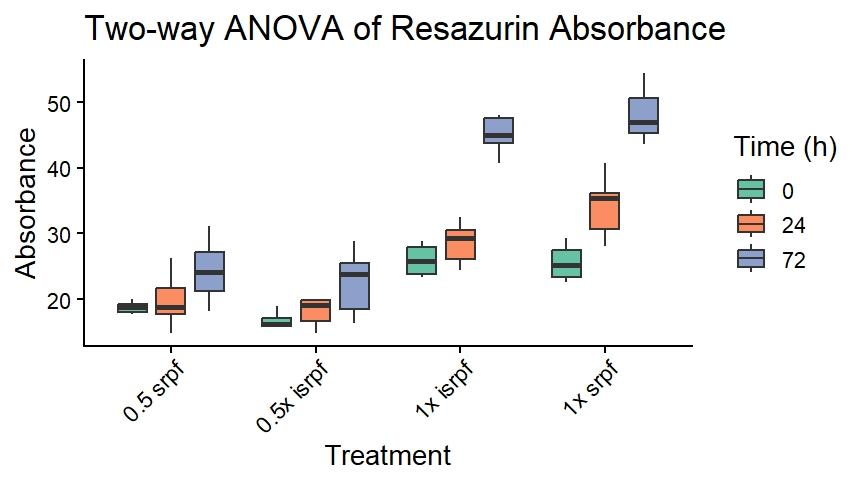 Two-way ANOVA of Resazurin Absorbance
Absorbance
50
40
30
20
0.5 srpf
0.5x isrpf
1x isrpf
1x srpf
Treatment
Time (h)
0
24
72